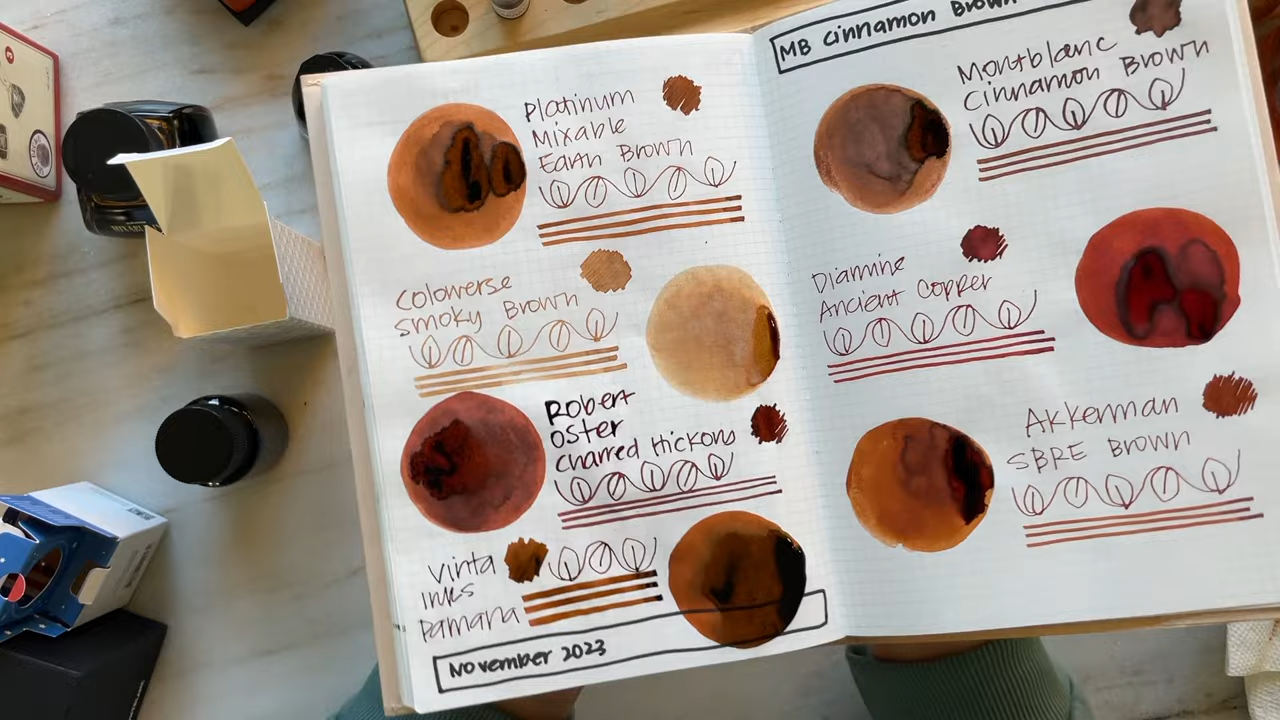 Platinum
Mixable
Earth Brown
Colorverse
Smoky Brown
Robert
Oster
Charred Hickory
Vinta
Inks
Pamana
November 2023
MB Cinnamon Brown
Montblanc
Cinnamon Brown
Diamine
Ancient Copper
Akkerman
SBRE Brown